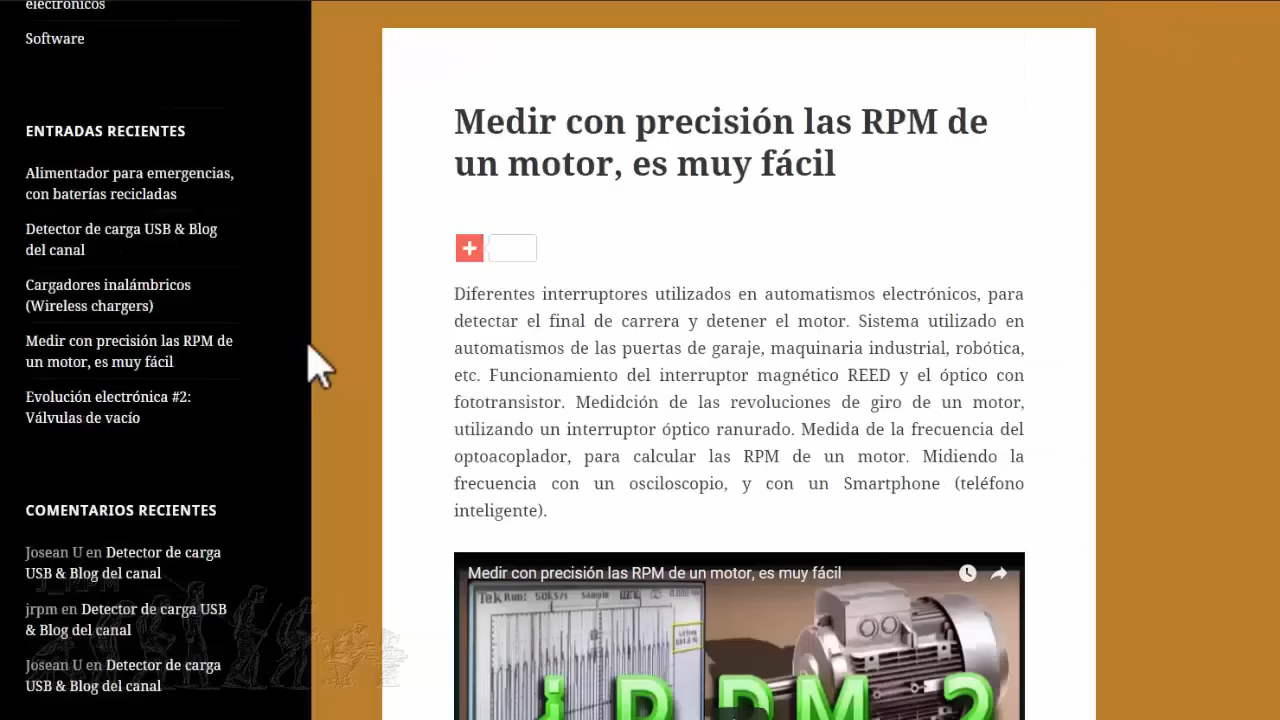 electrónicos
Software
ENTRADAS RECIENTES
Alimentador para emergencias,
con baterías recicladas
Detector de carga USB & Blog
del canal
Cargadores inalámbricos
(Wireless chargers)
Medir con precisión las RPM de
un motor, es muy fácil
Evolución electrónica #2:
Válvulas de vacío
COMENTARIOS RECIENTES
Josean U en Detector de carga
USB & Blog del canal
jrpm en Detector de carga USB
& Blog del canal
Josean U en Detector de carga
USB & Blog del canal
Medir con precisión las RPM de
un motor, es muy fácil
Diferentes interruptores utilizados en automatismos electrónicos, para
detectar el final de carrera y detener el motor. Sistema utilizado en
automatismos de las puertas de garaje, maquinaria industrial, robótica,
etc. Funcionamiento del interruptor magnético REED y el óptico con
fototransistor. Medidción de las revoluciones de giro de un motor,
utilizando un interruptor óptico ranurado. Medida de la frecuencia del
optoacoplador, para calcular las RPM de un motor. Midiendo la
frecuencia con un osciloscopio, y con un Smartphone (teléfono
inteligente).
Medir con precisión las RPM de un motor, es muy fácil
Tek Run: 50kS/s Sample
¿ RPM ?